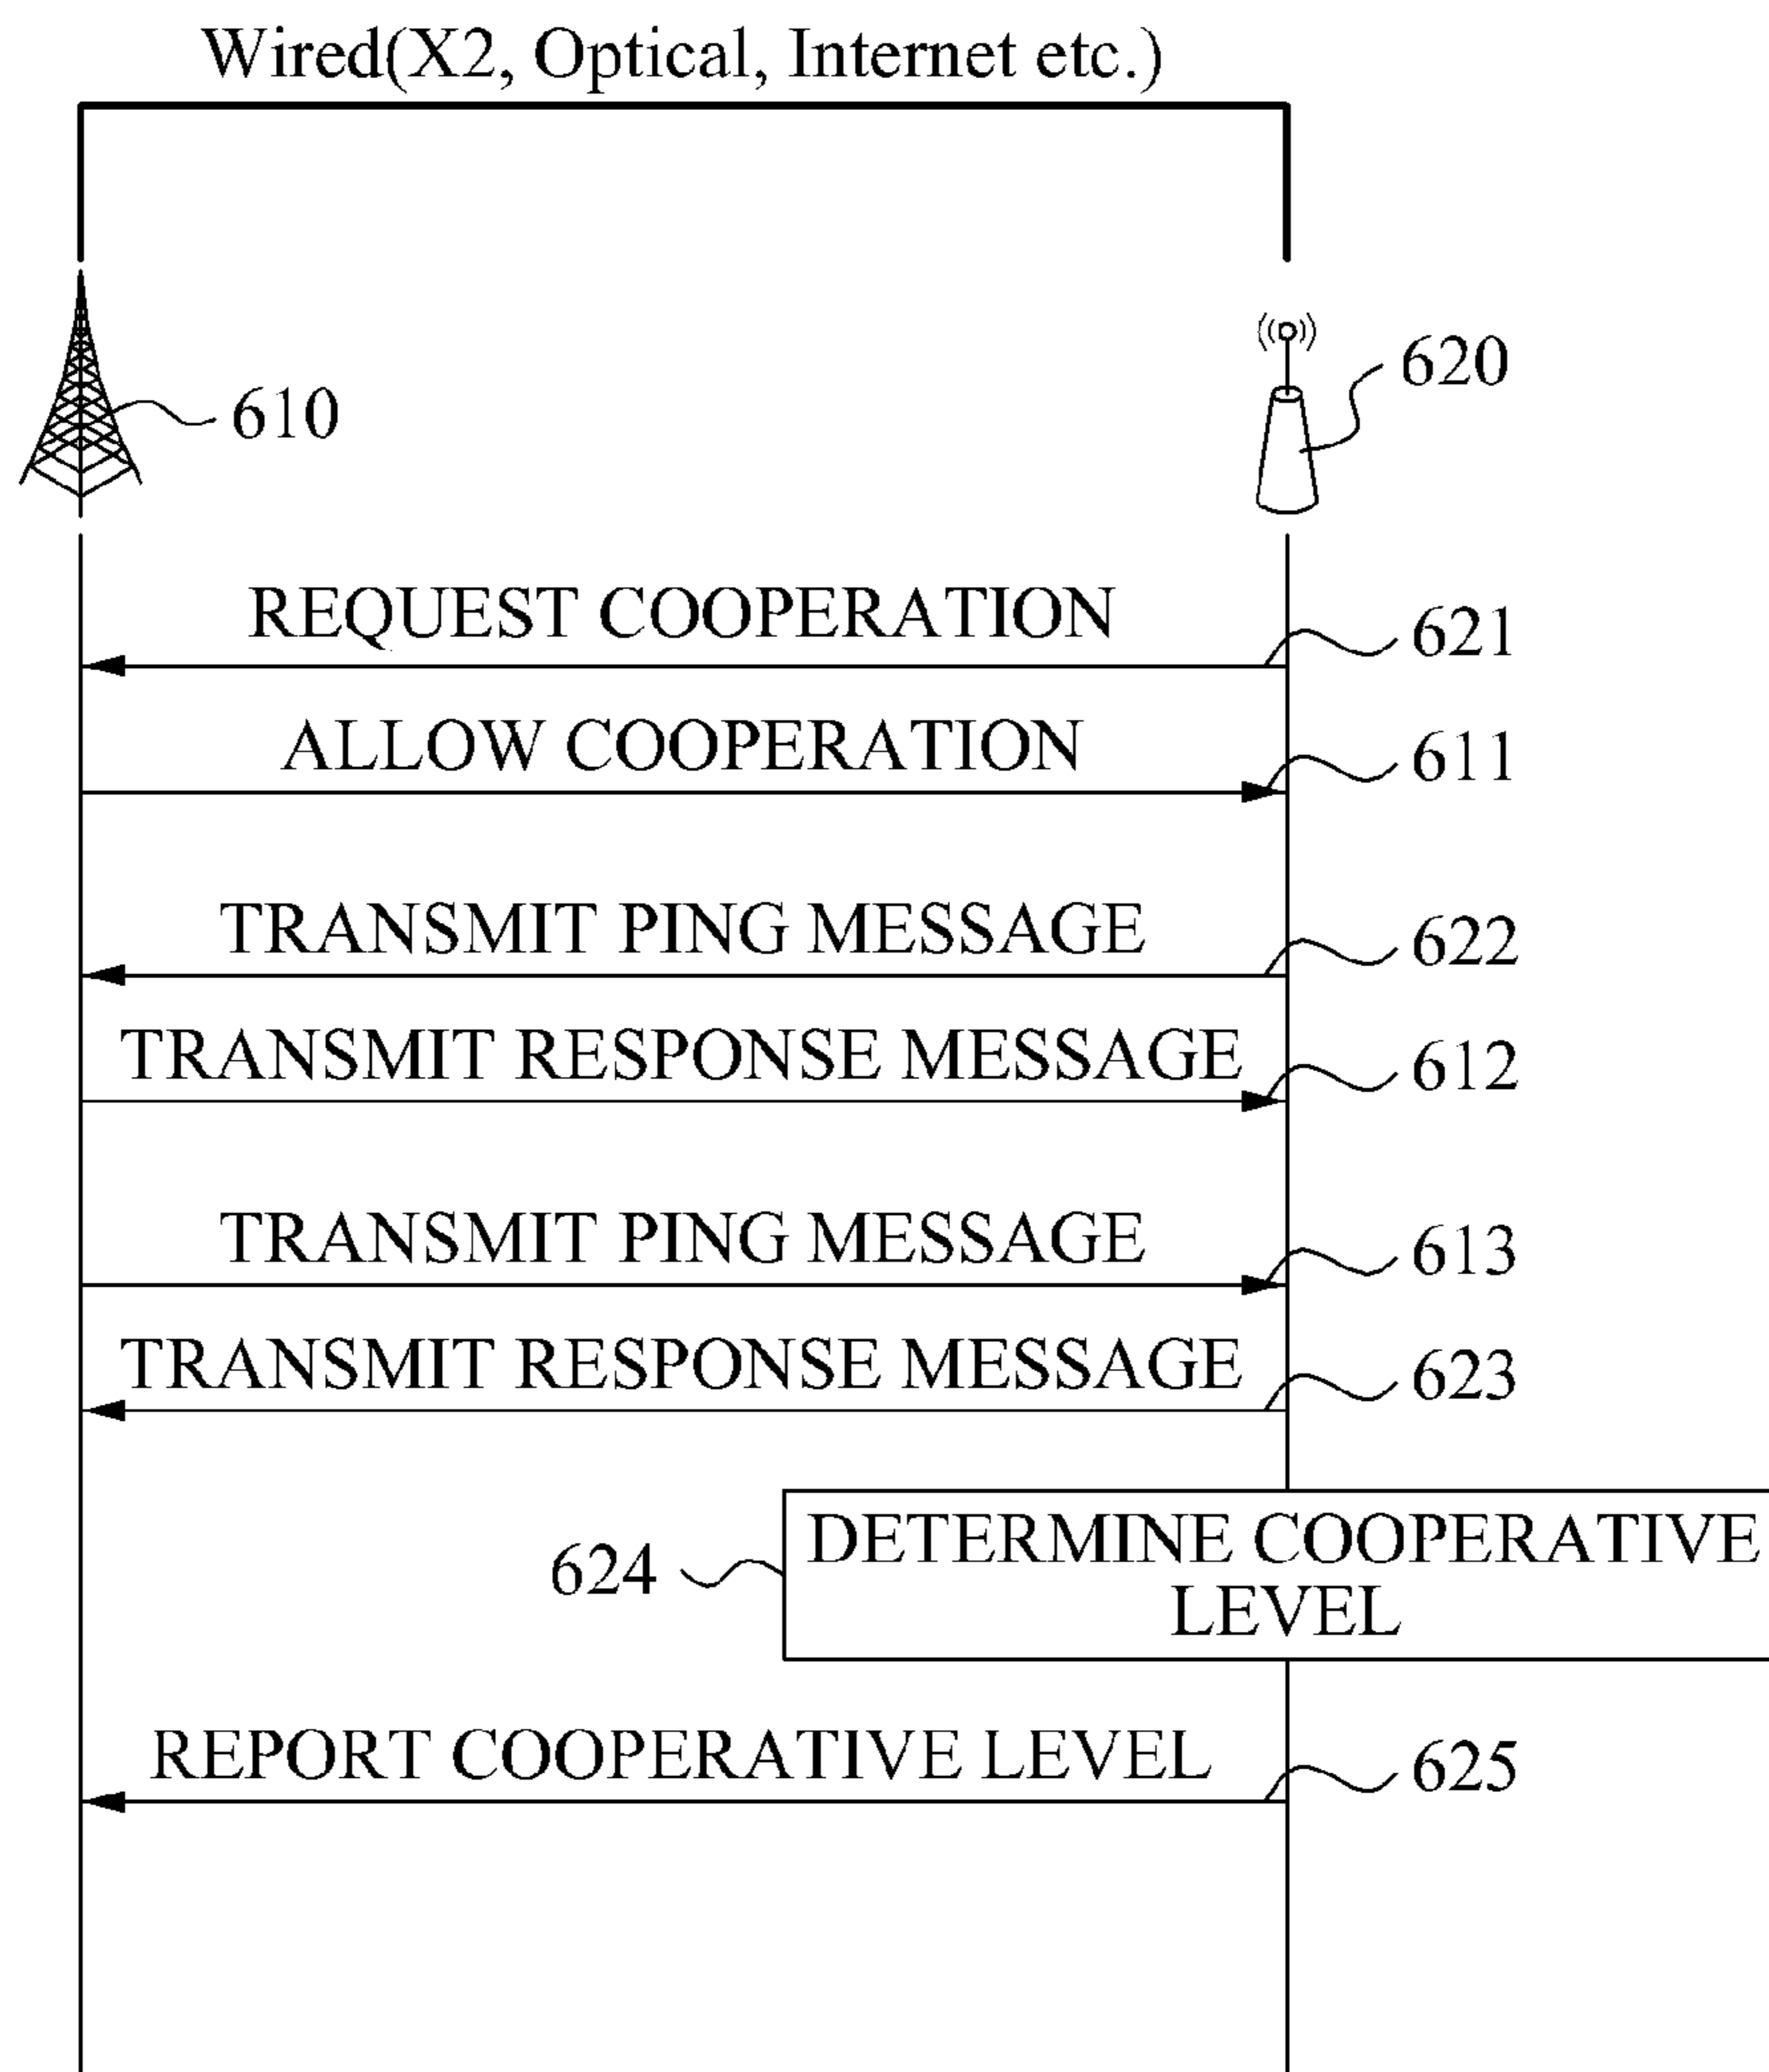 Wired(X2, Optical, Internet etc.)
620
610
REQUEST COOPERATION
621
ALLOW COOPERATION
611
TRANSMIT PING MESSAGE
622
TRANSMIT RESPONSE MESSAGE
612
TRANSMIT PING MESSAGE
613
TRANSMIT RESPONSE MESSAGE
623
DETERMINE COOPERATIVE
LEVEL
624
REPORT COOPERATIVE LEVEL
625